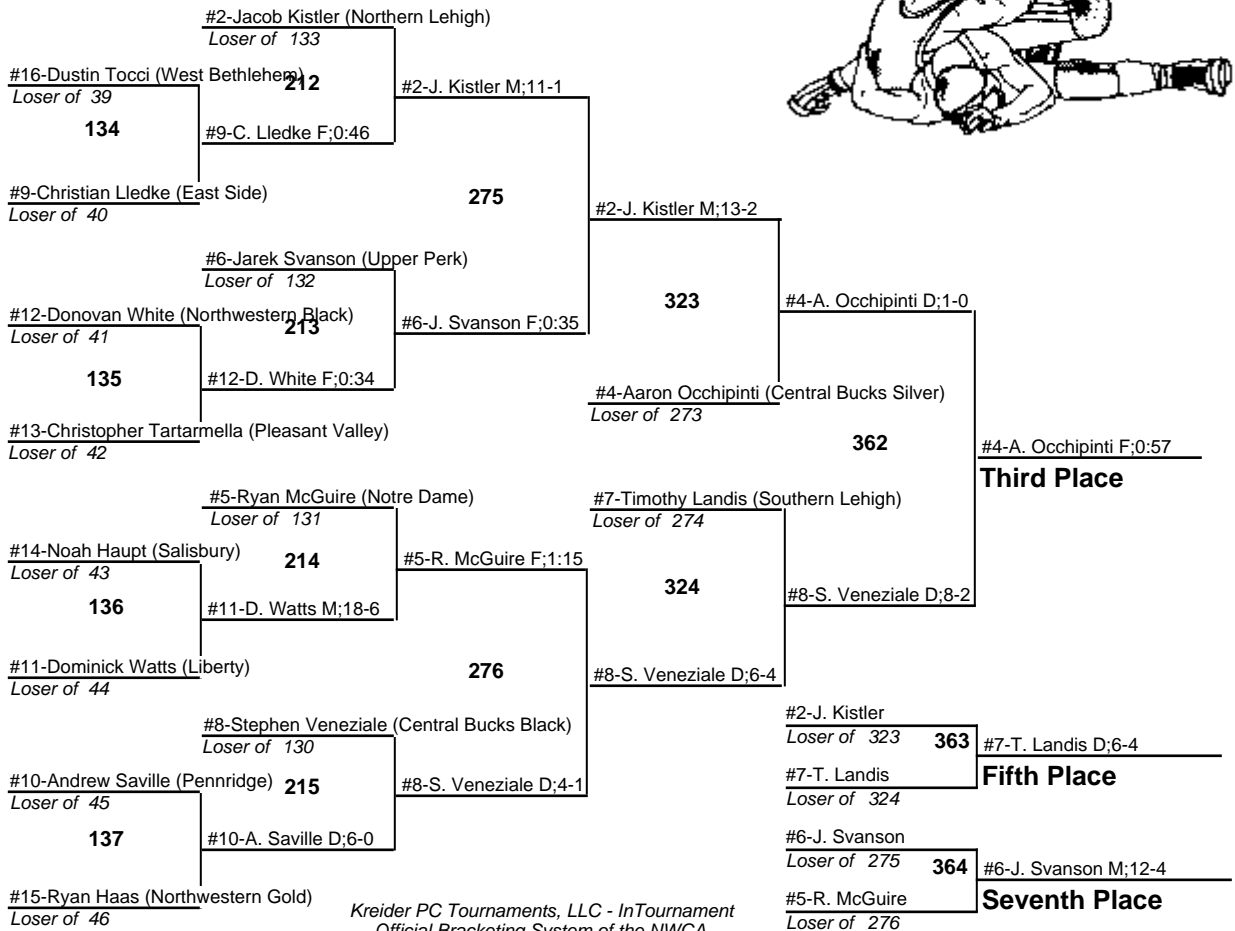 #2-Jacob Kistler (Northern Lehigh)
Loser of 133
#16-Dustin Tocci (West Bethlehem)
212
Loser of 39
#2-J. Kistler M;11-1
134
#9-C. Lledke F;0:46
#9-Christian Lledke (East Side)
Loser of 40
275
#2-J. Kistler M;13-2
#6-Jarek Svanson (Upper Perk)
Loser of 132
#12-Donovan White (Northwestern Black)
213
Loser of 41
#6-J. Svanson F;0:35
323
#4-A. Occhipinti D;1-0
135
#12-D. White F;0:34
#4-Aaron Occhipinti (Central Bucks Silver)
Loser of 273
#13-Christopher Tartarmella (Pleasant Valley)
Loser of 42
362
#4-A. Occhipinti F;0:57
Third Place
#5-Ryan McGuire (Notre Dame)
Loser of 131
#7-Timothy Landis (Southern Lehigh)
Loser of 274
#14-Noah Haupt (Salisbury)
Loser of 43
214
#5-R. McGuire F;1:15
136
#11-D. Watts M;18-6
324
#8-S. Veneziale D;8-2
#11-Dominick Watts (Liberty)
Loser of 44
276
#8-S. Veneziale D;6-4
#8-Stephen Veneziale (Central Bucks Black)
Loser of 130
#2-J. Kistler
Loser of 323
363
#7-T. Landis D;6-4
Fifth Place
#7-T. Landis
Loser of 324
#10-Andrew Saville (Pennridge)
Loser of 45
215
#8-S. Veneziale D;4-1
137
#10-A. Saville D;6-0
#6-J. Svanson
Loser of 275
364
#6-J. Svanson M;12-4
Seventh Place
#5-R. McGuire
Loser of 276
#15-Ryan Haas (Northwestern Gold)
Loser of 46
Kreider PC Tournaments, LLC - InTournament
Official Bracketing System of the NWCA